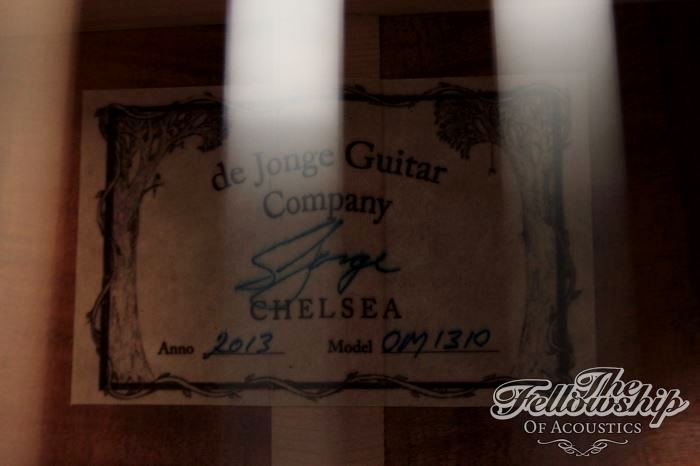 de Jonge Guitar
Company
CHELSEA
Anno 2013 Model OM1310
The
Fellowship
OF ACOUSTICS